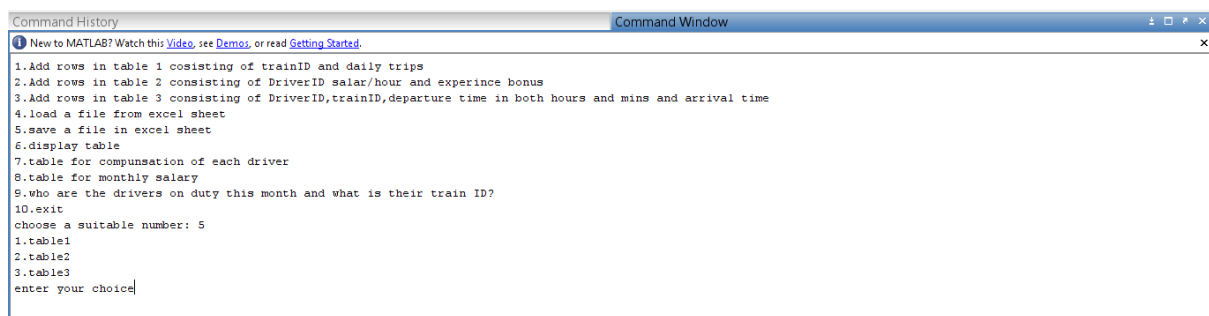 Command History Command Window
New to MATLAB? Watch this Video, see Demos, or read Getting Started.
1.Add rows in table 1 cosisting of trainID and daily trips
2.Add rows in table 2 consisting of DriverID salar/hour and experince bonus
3.Add rows in table 3 consisting of DriverID,trainID,departure time in both hours and mins and arrival time
4.load a file from excel sheet
5.save a file in excel sheet
6.display table
7.table for compunsation of each driver
8.table for monthly salary
9.who are the drivers on duty this month and what is their train ID?
10.exit
choose a suitable number: 5
1.table1
2.table2
3.table3
enter your choice